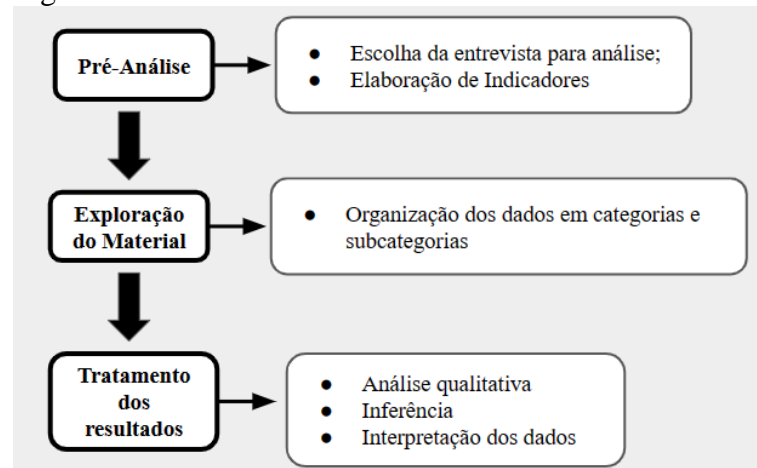 Pré-Análise
● Escolha da entrevista para análise;
● Elaboração de Indicadores
Exploração
do Material
● Organização dos dados em categorias e
subcategorias
Tratamento
dos
resultados
● Análise qualitativa
● Inferência
● Interpretação dos dados